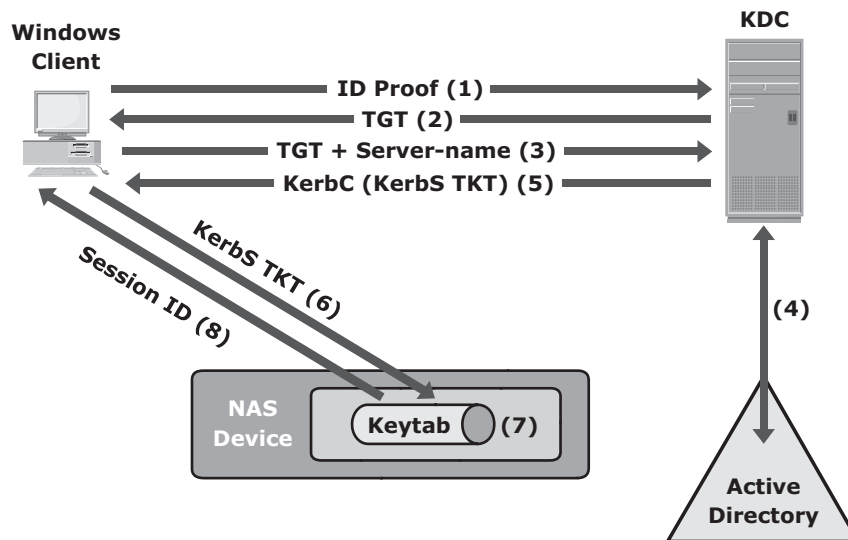 Windows
Client
KDC
ID Proof (1)
TGT (2)
TGT + Server-name (3)
KerbC (KerbS TKT) (5)
KerbS TKT (6)
Session ID (8)
(4)
NAS
Device
Keytab
(7)
Active
Directory